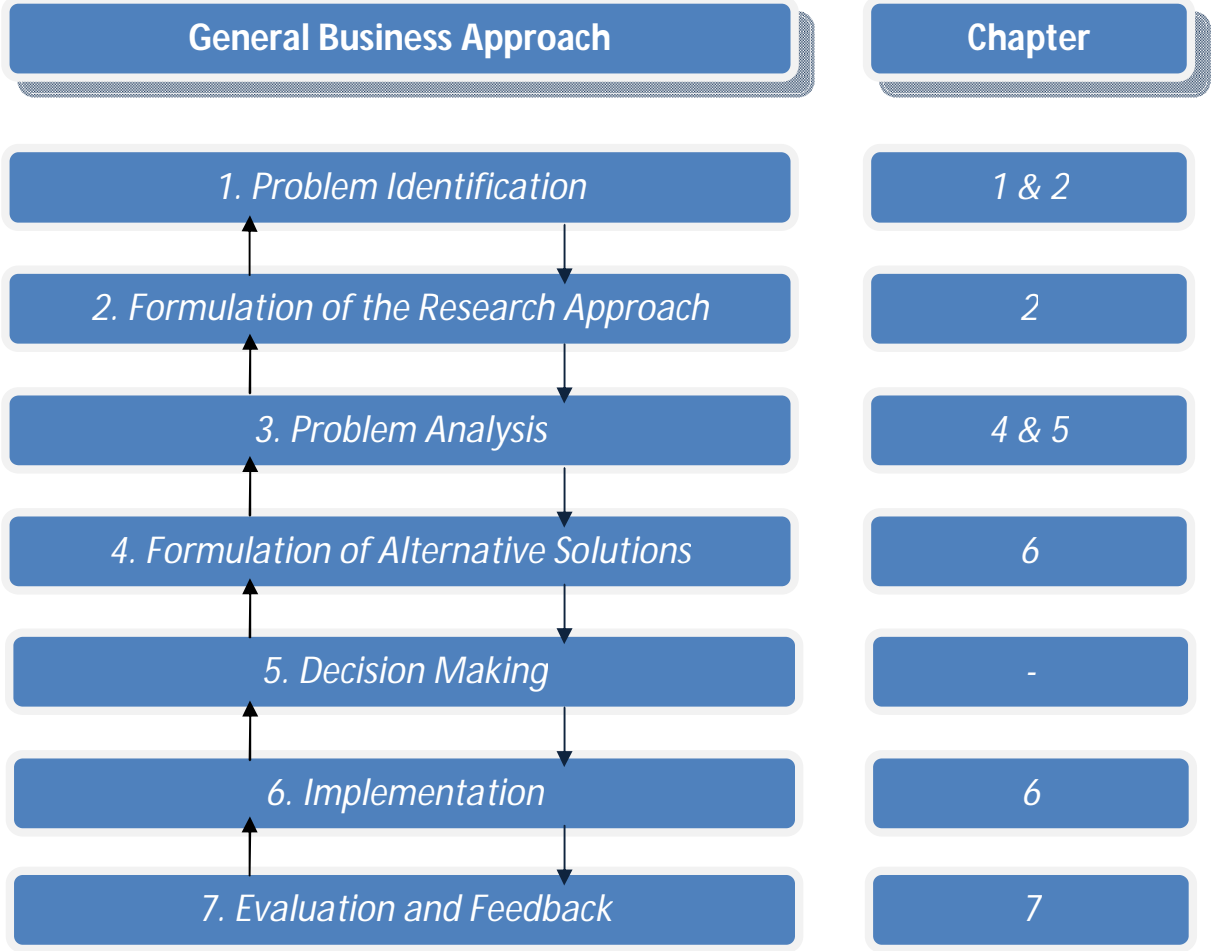 General Business Approach
Chapter
1. Problem Identification
1 & 2
2. Formulation of the Research Approach
2
3. Problem Analysis
4 & 5
4. Formulation of Alternative Solutions
6
5. Decision Making
-
6. Implementation
6
7. Evaluation and Feedback
7